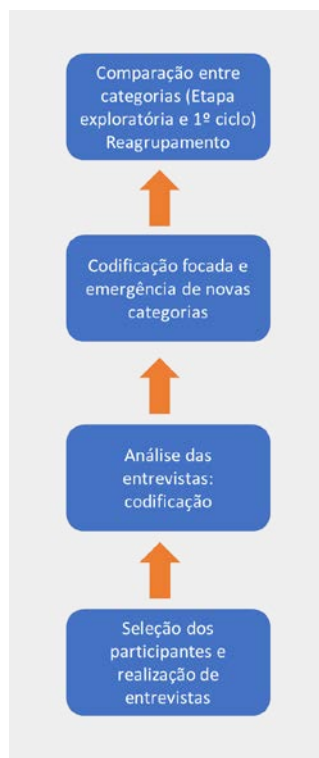 Comparação entre
categorias (Etapa
exploratória e 1º ciclo)
Reagrupamento
Codificação focada e
emergência de novas
categorias
Análise das
entrevistas:
codificação
Seleção dos
participantes e
realização de
entrevistas